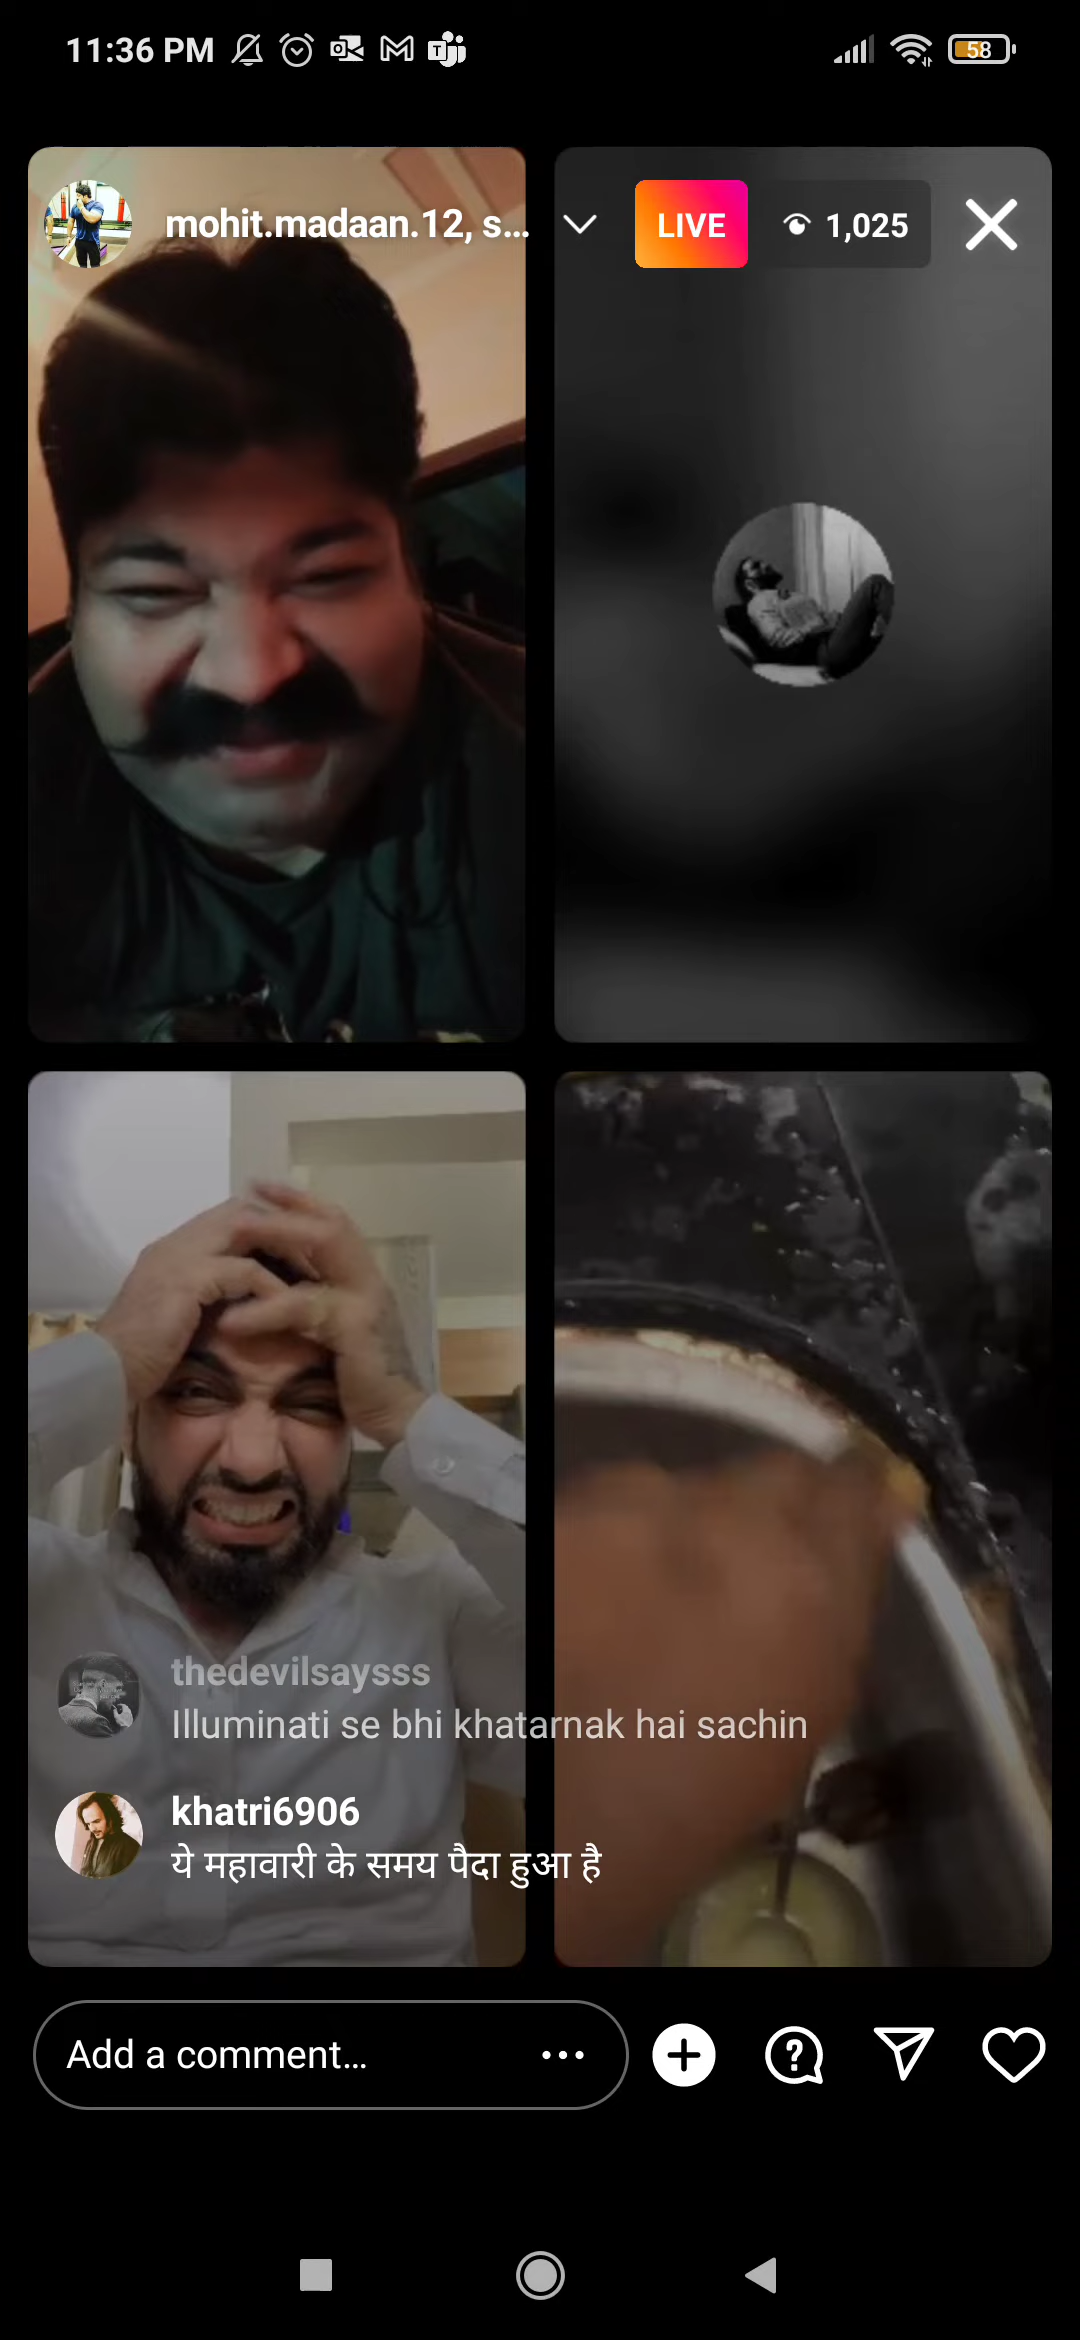 11:36 PM
58
mohit.madaan.12, s...
LIVE
1,025
thedevilsaysss
Illuminati se bhi khatarnak hai sachin
khatri6906
ये महावारी के समय पैदा हुआ है
Add a comment...